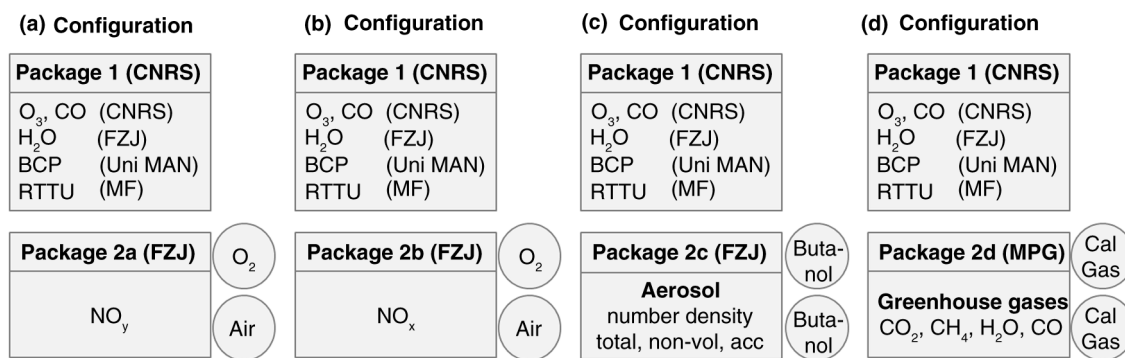 (a) Configuration
Package 1 (CNRS)
O₃, CO (CNRS)
H₂O (FZJ)
BCP (Uni MAN)
RTTU (MF)
Package 2a (FZJ)
NOᵧ
O₂
Air
(b) Configuration
Package 1 (CNRS)
O₃, CO (CNRS)
H₂O (FZJ)
BCP (Uni MAN)
RTTU (MF)
Package 2b (FZJ)
NOₓ
O₂
Air
(c) Configuration
Package 1 (CNRS)
O₃, CO (CNRS)
H₂O (FZJ)
BCP (Uni MAN)
RTTU (MF)
Package 2c (FZJ)
Aerosol
number density
total, non-vol, acc
Buta-
nol
Buta-
nol
(d) Configuration
Package 1 (CNRS)
O₃, CO (CNRS)
H₂O (FZJ)
BCP (Uni MAN)
RTTU (MF)
Package 2d (MPG)
Greenhouse gases
CO₂, CH₄, H₂O, CO
Cal
Gas
Cal
Gas